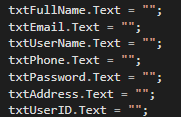 txtFullName.Text = "";
txtEmail.Text = "";
txtUserName.Text = "";
txtPhone.Text = "";
txtPassword.Text = "";
txtAddress.Text = "";
txtUserID.Text = "";